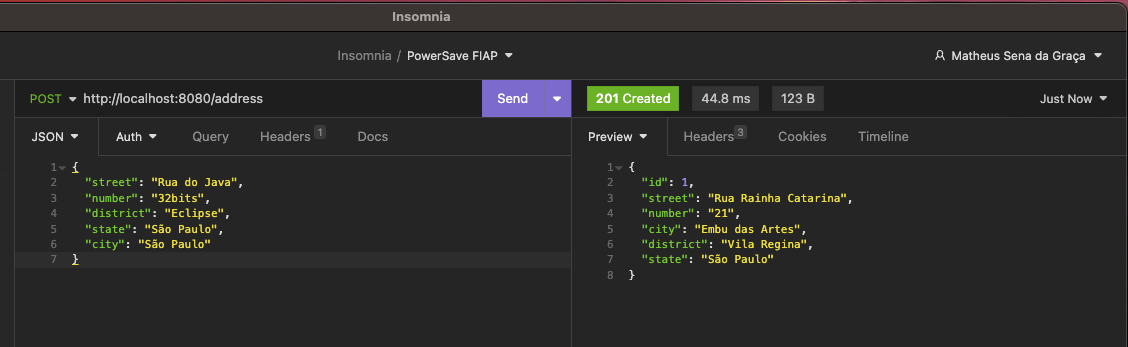 Insomnia
Insomnia / PowerSave FIAP
Matheus Sena da Graça
POST http://localhost:8080/address Send
201 Created 44.8 ms 123 B Just Now
JSON Auth Query Headers 1 Docs
Preview Headers 3 Cookies Timeline
1 {
2 "street": "Rua do Java",
3 "number": "32bits",
4 "district": "Eclipse",
5 "state": "São Paulo",
6 "city": "São Paulo"
7 }
1 {
2 "id": 1,
3 "street": "Rua Rainha Catarina",
4 "number": "21",
5 "city": "Embu das Artes",
6 "district": "Vila Regina",
7 "state": "São Paulo"
8 }